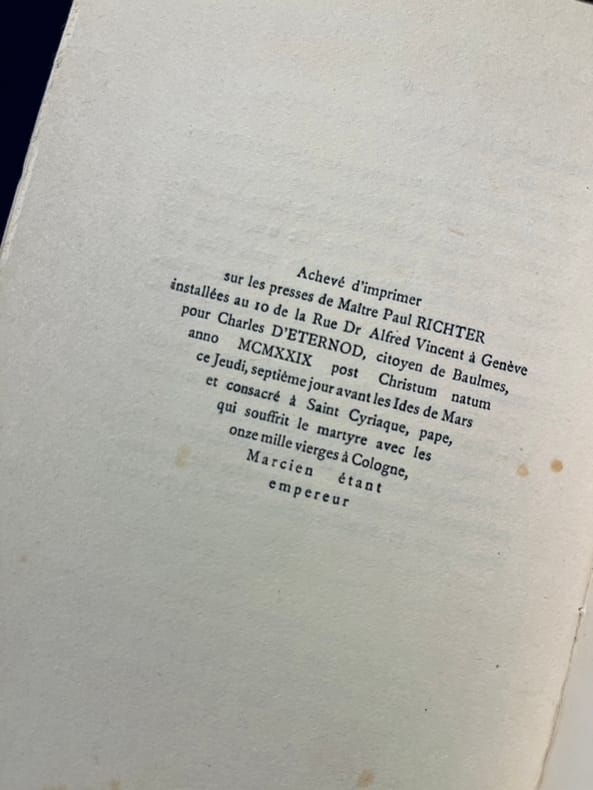 Achevé d'imprimer
sur les presses de Maître Paul RICHTER
installées au 10 de la Rue Dr Alfred Vincent à Genève
pour Charles D'ETERNOD, citoyen de Baulmes,
anno MCMXXIX post Christum natum
ce Jeudi, septième jour avant les Ides de Mars
et consacré à Saint Cyriaque, pape,
qui souffrit le martyre avec les
onze mille vierges à Cologne,
Marcien étant
empereur